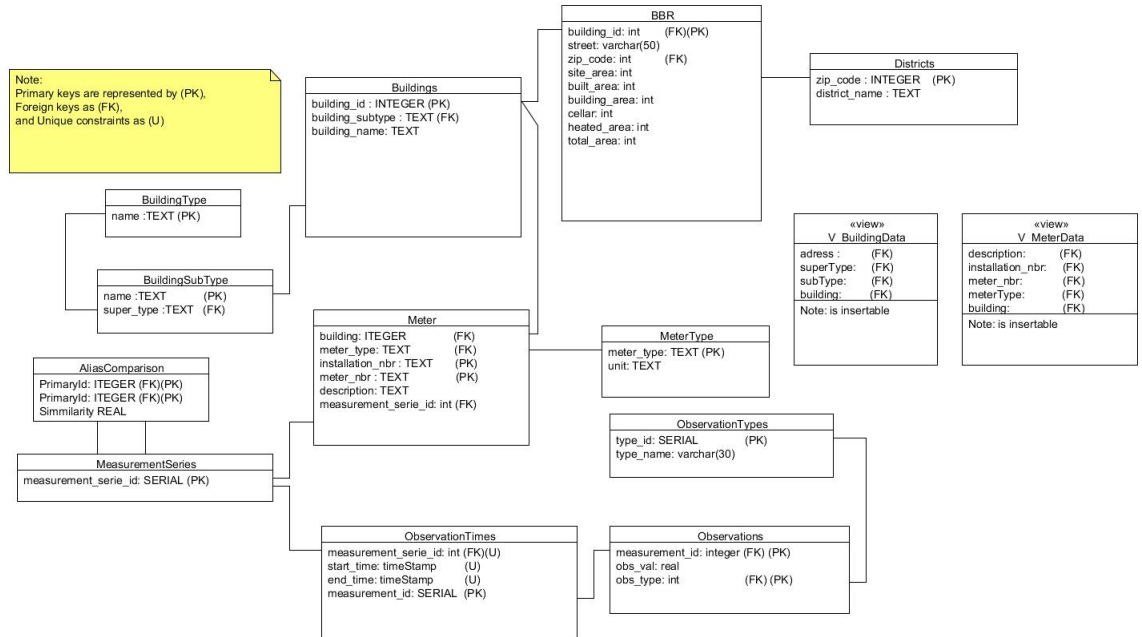 Note:
Primary keys are represented by (PK),
Foreign keys as (FK),
and Unique constraints as (U)
Buildings
building_id : INTEGER (PK)
building_subtype : TEXT (FK)
building_name: TEXT
BBR
building_id: int (FK)(PK)
street: varchar(50)
zip_code: int (FK)
site_area: int
built_area: int
building_area: int
cellar: int
heated_area: int
total_area: int
Districts
zip_code : INTEGER (PK)
district_name : TEXT
BuildingType
name :TEXT (PK)
BuildingSubType
name :TEXT (PK)
super_type :TEXT (FK)
«view»
V_BuildingData
adress : (FK)
superType: (FK)
subType: (FK)
building: (FK)
Note: is insertable
«view»
V_MeterData
description: (FK)
installation_nbr: (FK)
meter_nbr: (FK)
meterType: (FK)
building: (FK)
Note: is insertable
Meter
building: ITEGER (FK)
meter_type: TEXT (FK)
installation_nbr : TEXT (PK)
meter_nbr : TEXT (PK)
description: TEXT
measurement_serie_id: int (FK)
MeterType
meter_type: TEXT (PK)
unit: TEXT
AliasComparison
PrimaryId: ITEGER (FK)(PK)
PrimaryId: ITEGER (FK)(PK)
Simmilarity REAL
MeasurementSeries
measurement_serie_id: SERIAL (PK)
ObservationTypes
type_id: SERIAL (PK)
type_name: varchar(30)
ObservationTimes
measurement_serie_id: int (FK)(U)
start_time: timeStamp (U)
end_time: timeStamp (U)
measurement_id: SERIAL (PK)
Observations
measurement_id: integer (FK) (PK)
obs_val: real
obs_type: int (FK) (PK)